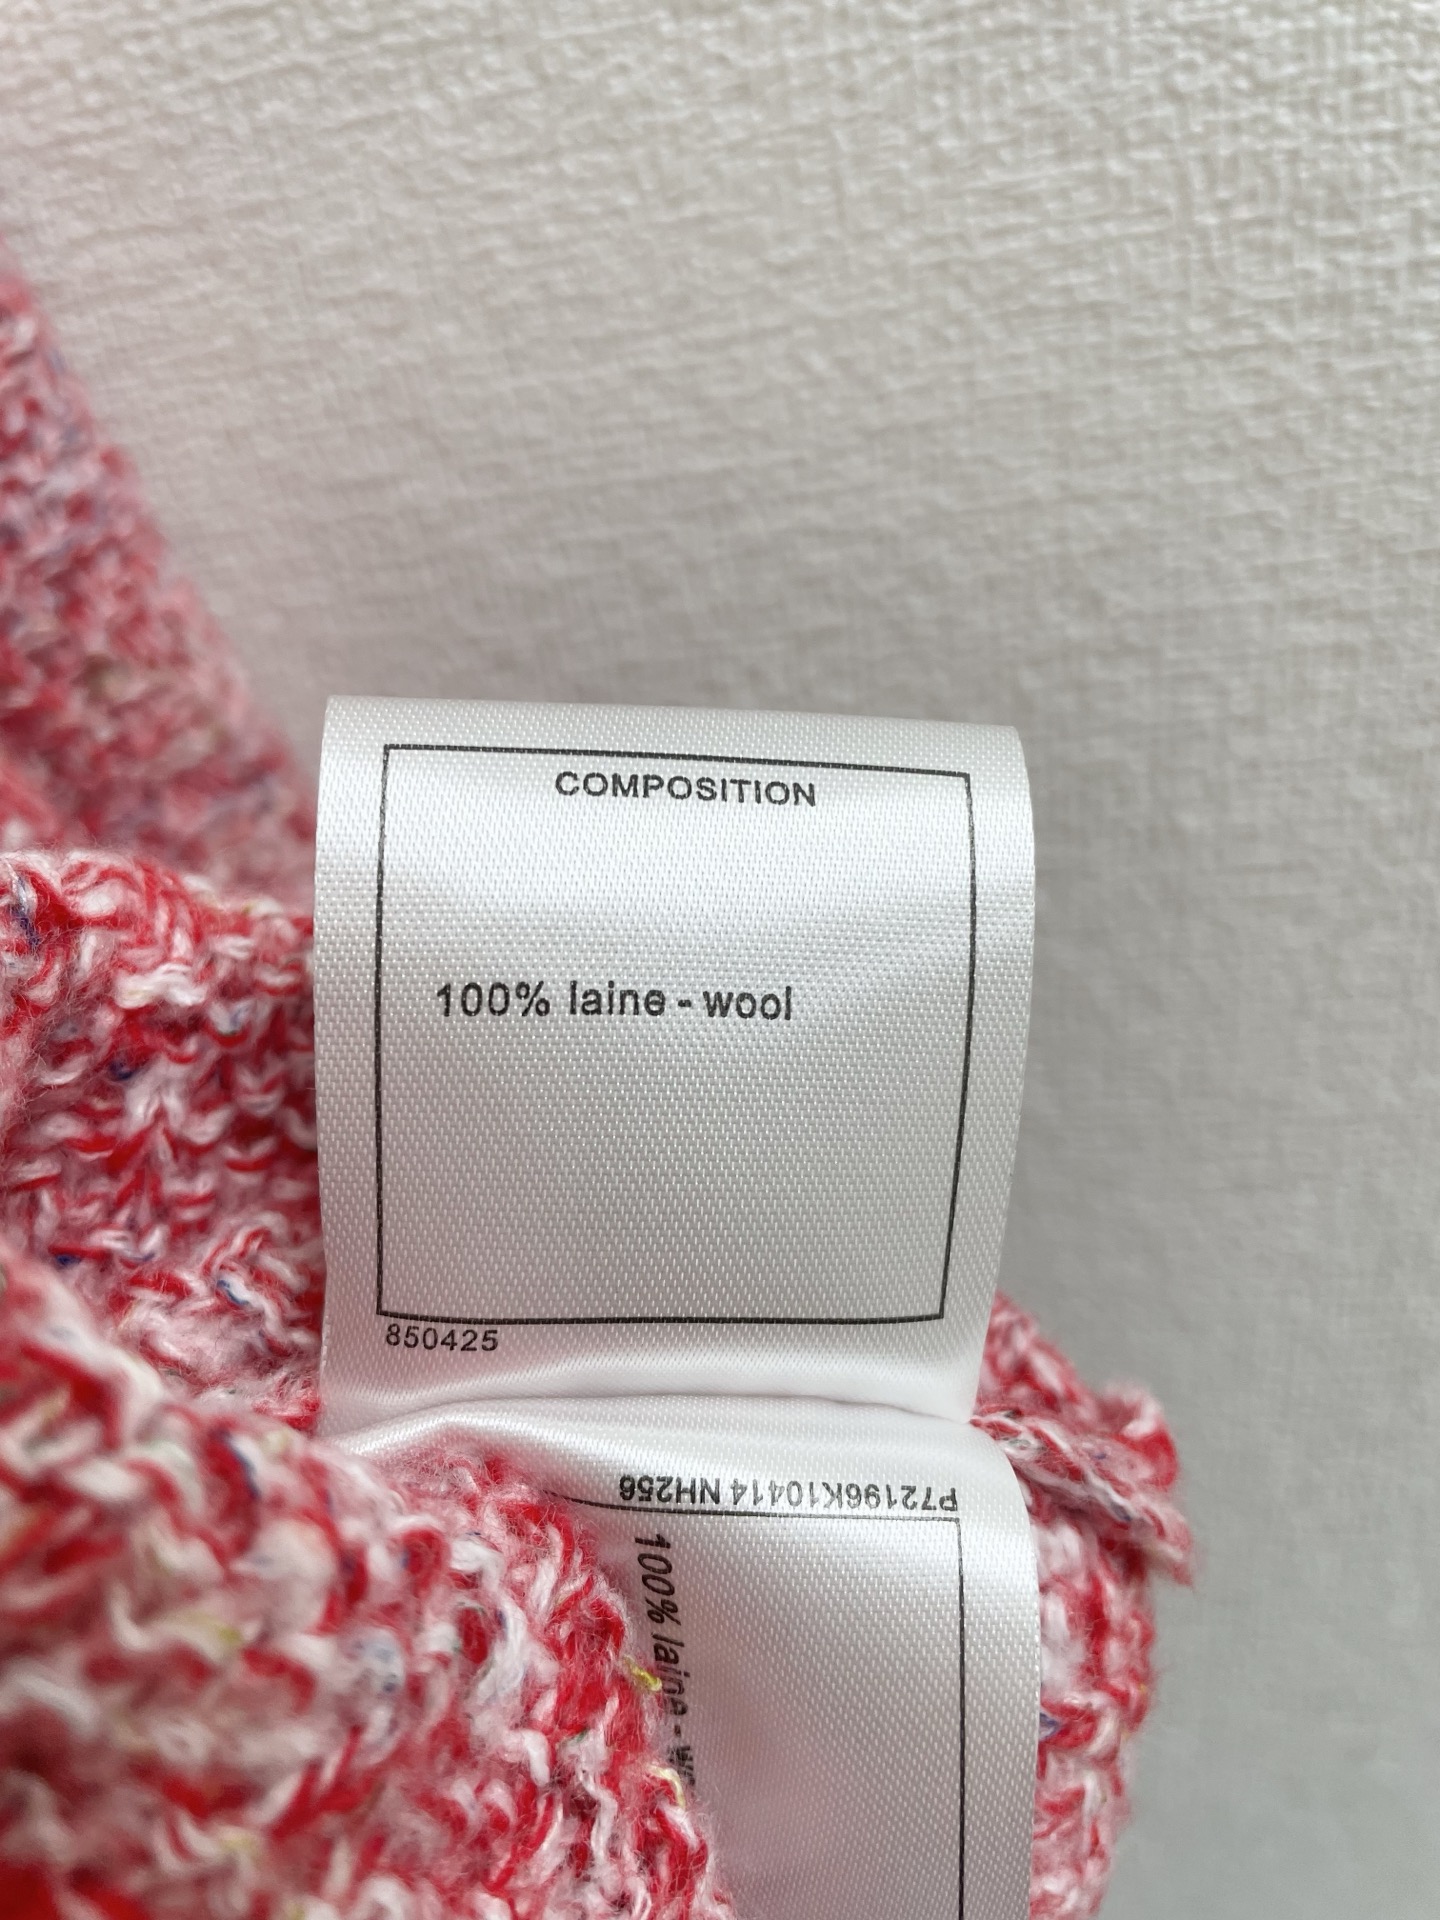 COMPOSITION
100% laine - wool
850425
P72196K10414 NH256
100% laine - w